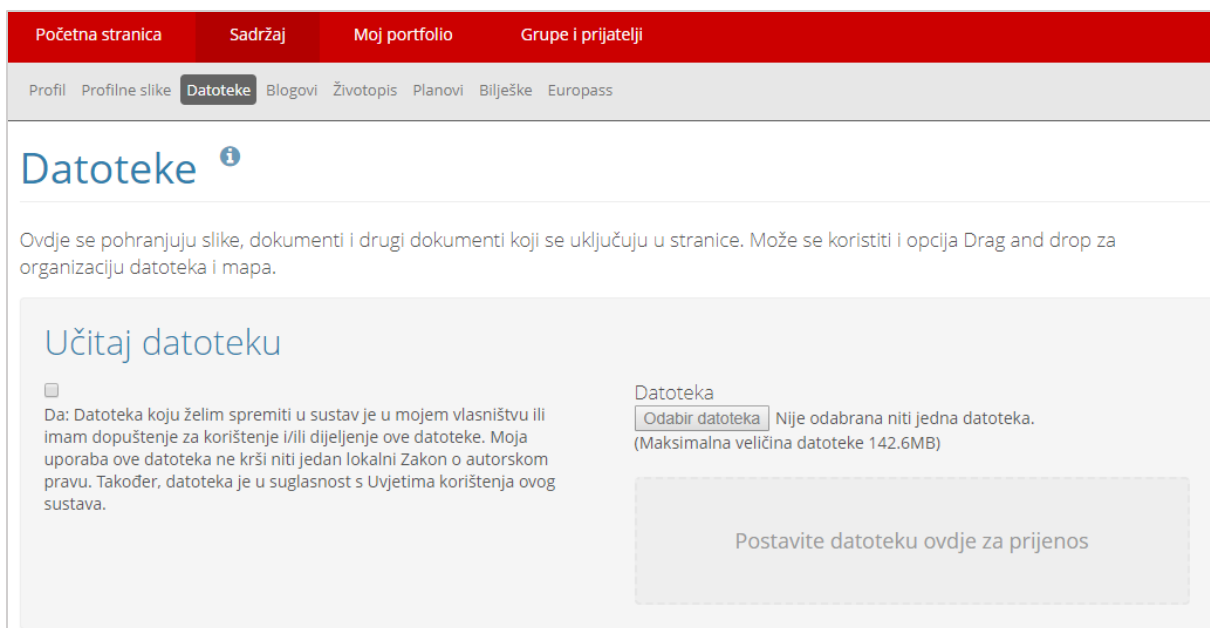 Početna stranica Sadržaj Moj portfolio Grupe i prijatelji
Profil Profilne slike Datoteke Blogovi Životopis Planovi Bilješke Europass
Datoteke
Ovdje se pohranjuju slike, dokumenti i drugi dokumenti koji se uključuju u stranice. Može se koristiti i opcija Drag and drop za
organizaciju datoteka i mapa.
Učitaj datoteku
Da: Datoteka koju želim spremiti u sustav je u mojem vlasništvu ili
imam dopuštenje za korištenje i/ili dijeljenje ove datoteke. Moja
uporaba ove datoteka ne krši niti jedan lokalni Zakon o autorskom
pravu. Također, datoteka je u suglasnost s Uvjetima korištenja ovog
sustava.
Datoteka
Odabir datoteka Nije odabrana niti jedna datoteka.
(Maksimalna veličina datoteke 142.6MB)
Postavite datoteku ovdje za prijenos